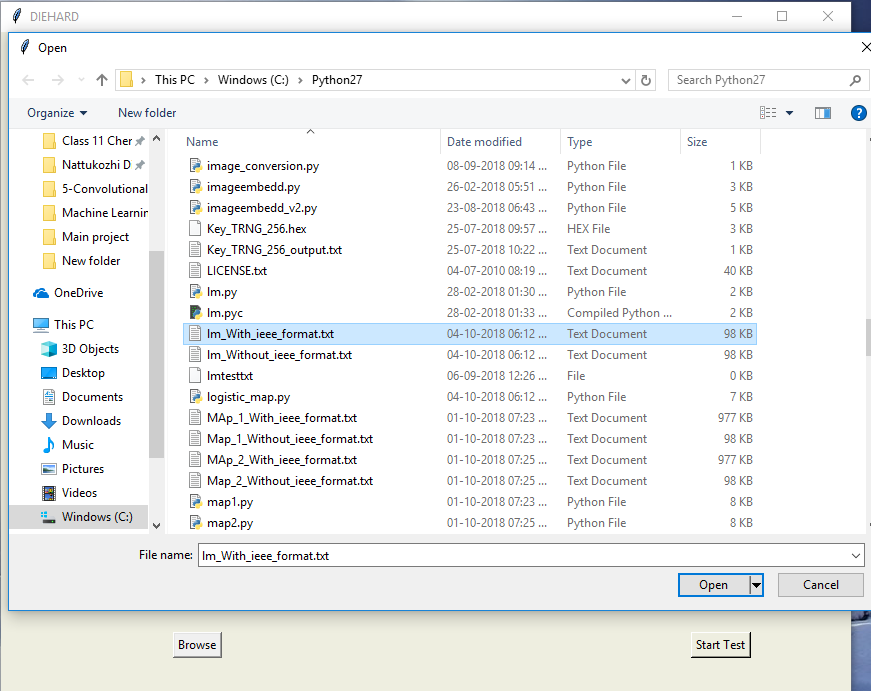 DIEHARD
Open
This PC > Windows (C:) > Python27
Search Python27
Organize
New folder
Class 11 Cher
Nattukozhi D
5-Convolutional
Machine Learnin
Main project
New folder
OneDrive
This PC
3D Objects
Desktop
Documents
Downloads
Music
Pictures
Videos
Windows (C:)
Name Date modified Type Size
image_conversion.py 08-09-2018 09:14 ... Python File 1 KB
imageembedd.py 26-02-2018 05:51 ... Python File 3 KB
imageembedd_v2.py 23-08-2018 06:43 ... Python File 5 KB
Key_TRNG_256.hex 25-07-2018 09:57 ... HEX File 3 KB
Key_TRNG_256_output.txt 25-07-2018 10:22 ... Text Document 1 KB
LICENSE.txt 04-07-2010 08:19 ... Text Document 40 KB
lm.py 28-02-2018 01:30 ... Python File 2 KB
lm.pyc 28-02-2018 01:33 ... Compiled Python ... 2 KB
lm_With_ieee_format.txt 04-10-2018 06:12 ... Text Document 98 KB
lm_Without_ieee_format.txt 04-10-2018 06:12 ... Text Document 98 KB
lmtesttxt 06-09-2018 12:26 ... File 0 KB
logistic_map.py 04-10-2018 06:12 ... Python File 7 KB
MAp_1_With_ieee_format.txt 01-10-2018 07:23 ... Text Document 977 KB
Map_1_Without_ieee_format.txt 01-10-2018 07:23 ... Text Document 98 KB
MAp_2_With_ieee_format.txt 01-10-2018 07:25 ... Text Document 977 KB
Map_2_Without_ieee_format.txt 01-10-2018 07:25 ... Text Document 98 KB
map1.py 01-10-2018 07:23 ... Python File 8 KB
map2.py 01-10-2018 07:25 ... Python File 8 KB
File name: lm_With_ieee_format.txt
Open
Cancel
Browse
Start Test